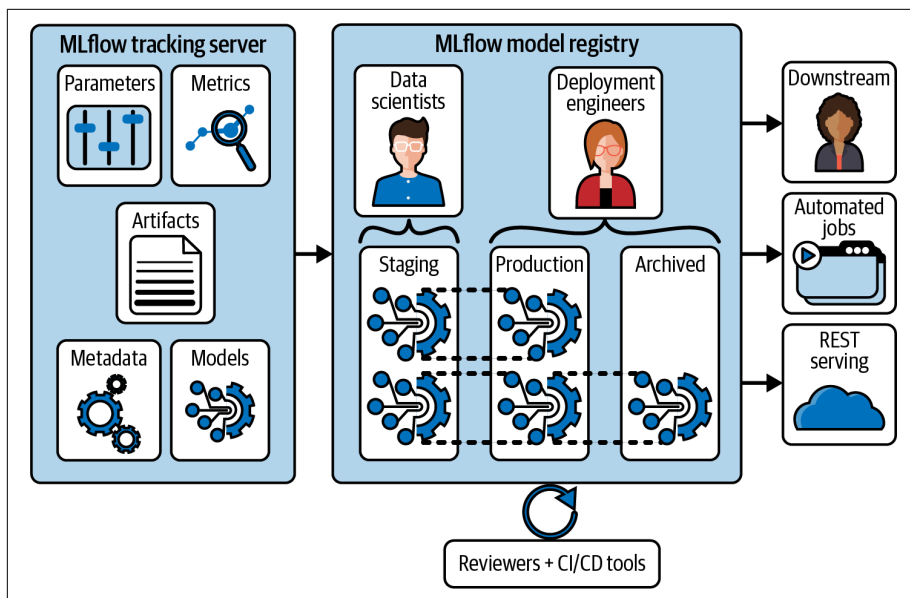 MLflow tracking server
Parameters
Metrics
Artifacts
Metadata
Models
MLflow model registry
Data
scientists
Deployment
engineers
Staging
Production
Archived
Downstream
Automated
jobs
REST
serving
Reviewers + CI/CD tools